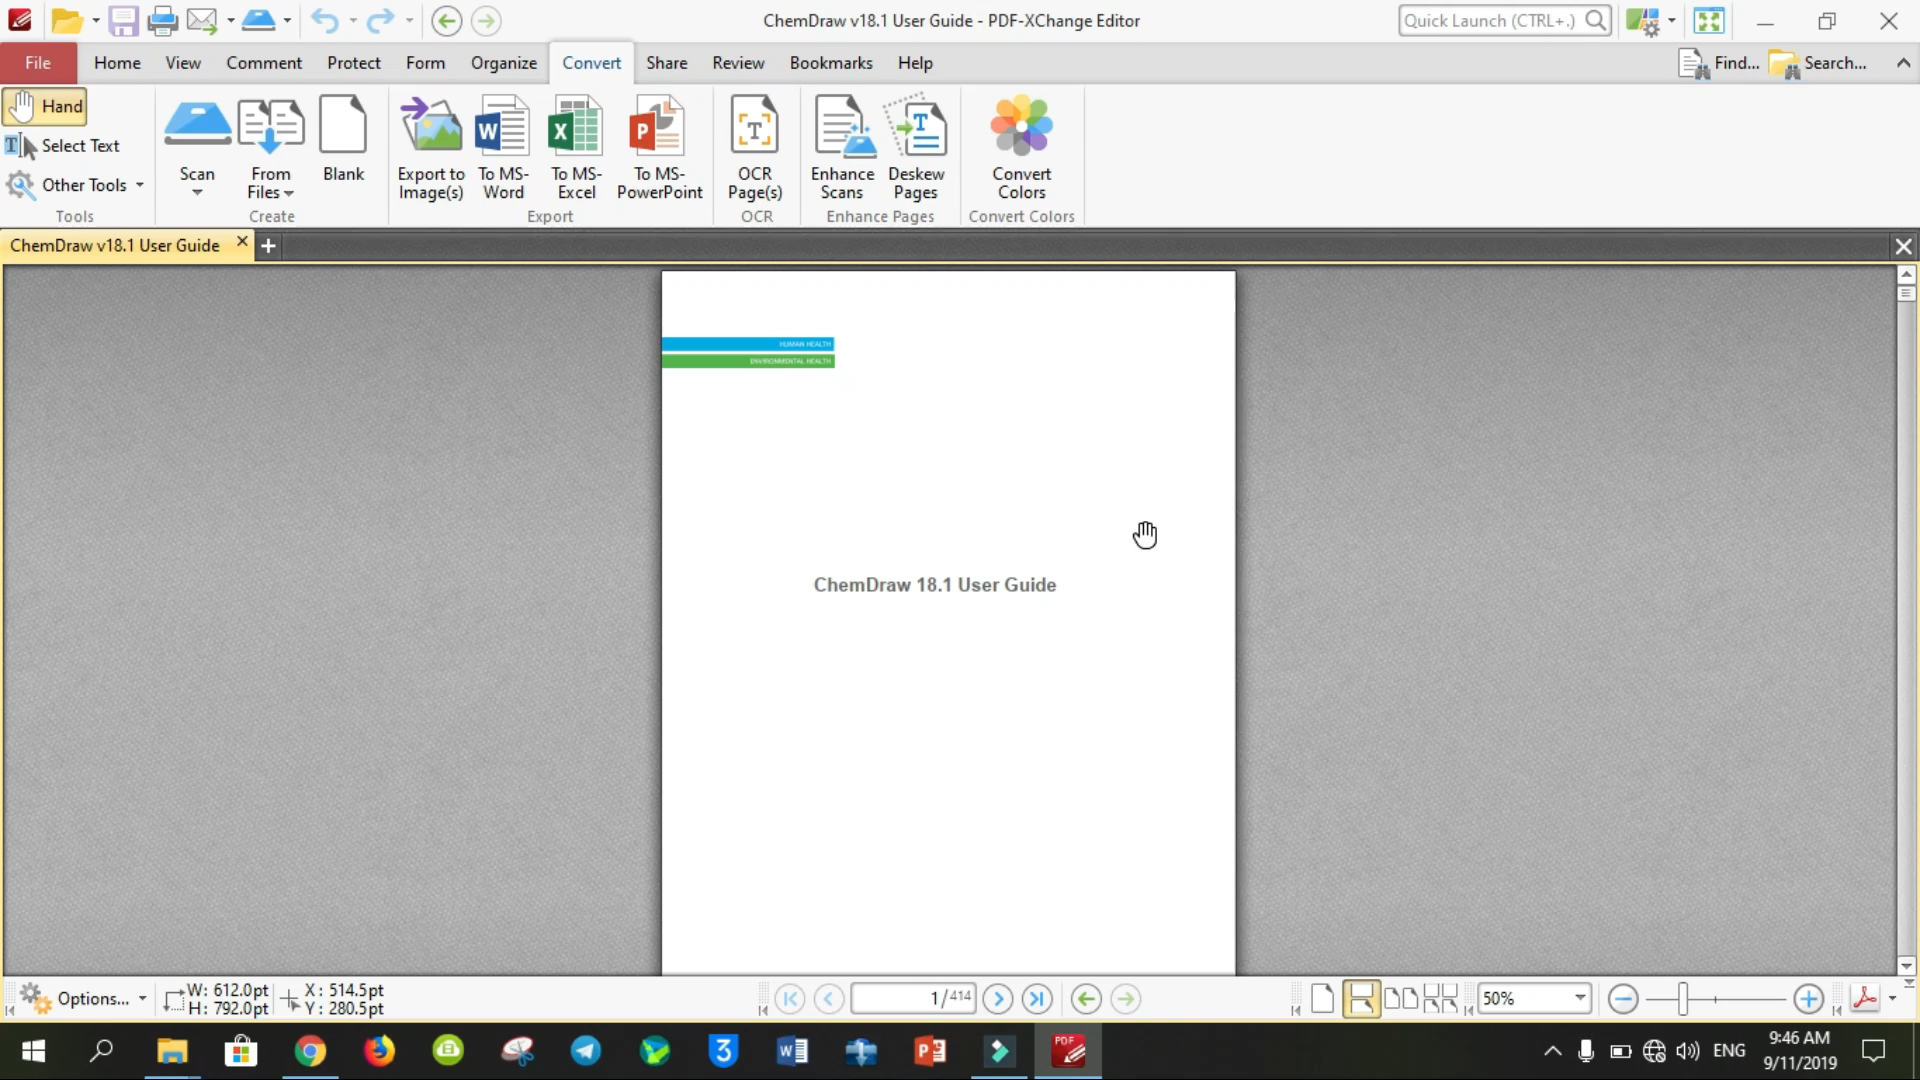 ChemDraw v18.1 User Guide - PDF-XChange Editor
Quick Launch (CTRL+.)
File Home View Comment Protect Form Organize Convert Share Review Bookmarks Help Find... Search...
Hand
Select Text
Other Tools
Tools
Scan
From Files
Blank
Create
Export to Image(s)
To MS-Word
To MS-Excel
To MS-PowerPoint
Export
OCR Page(s)
OCR
Enhance Scans
Deskew Pages
Enhance Pages
Convert Colors
Convert Colors
ChemDraw v18.1 User Guide
HUMAN HEALTH
ENVIRONMENTAL HEALTH
ChemDraw 18.1 User Guide
Options...
W: 612.0pt
H: 792.0pt
X: 514.5pt
Y: 280.5pt
1/414
50%
ENG
9:46 AM
9/11/2019